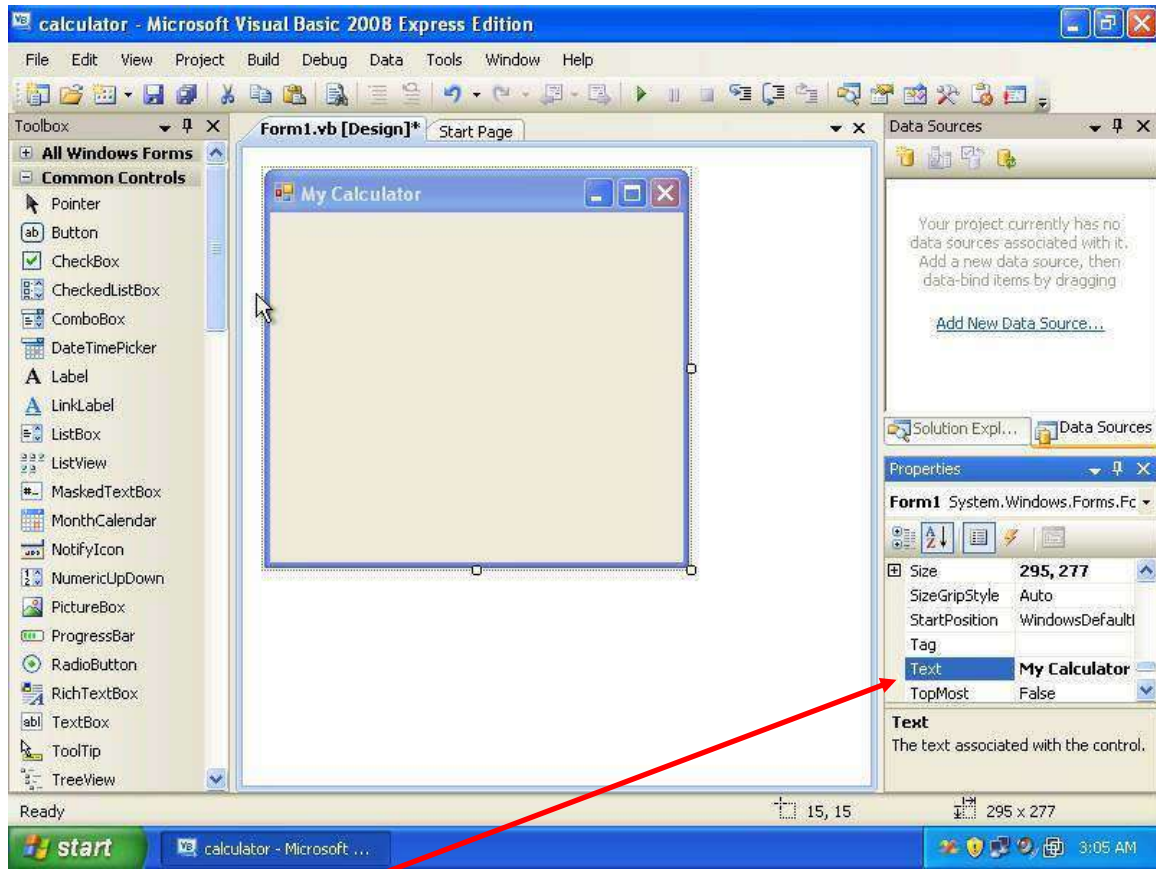 calculator - Microsoft Visual Basic 2008 Express Edition
File Edit View Project Build Debug Data Tools Window Help
Toolbox
Form1.vb [Design]* Start Page
Data Sources
All Windows Forms
Common Controls
Pointer
Button
CheckBox
CheckedListBox
ComboBox
DateTimePicker
Label
LinkLabel
ListBox
ListView
MaskedTextBox
MonthCalendar
NotifyIcon
NumericUpDown
PictureBox
ProgressBar
RadioButton
RichTextBox
TextBox
ToolTip
TreeView
My Calculator
Your project currently has no
data sources associated with it.
Add a new data source, then
data-bind items by dragging
Add New Data Source...
Solution Expl... Data Sources
Properties
Form1 System.Windows.Forms.Fc
Size 295, 277
SizeGripStyle Auto
StartPosition WindowsDefaultl
Tag
Text My Calculator
TopMost False
Text
The text associated with the control.
Ready 15, 15 295 x 277
start calculator - Microsoft ... 3:05 AM